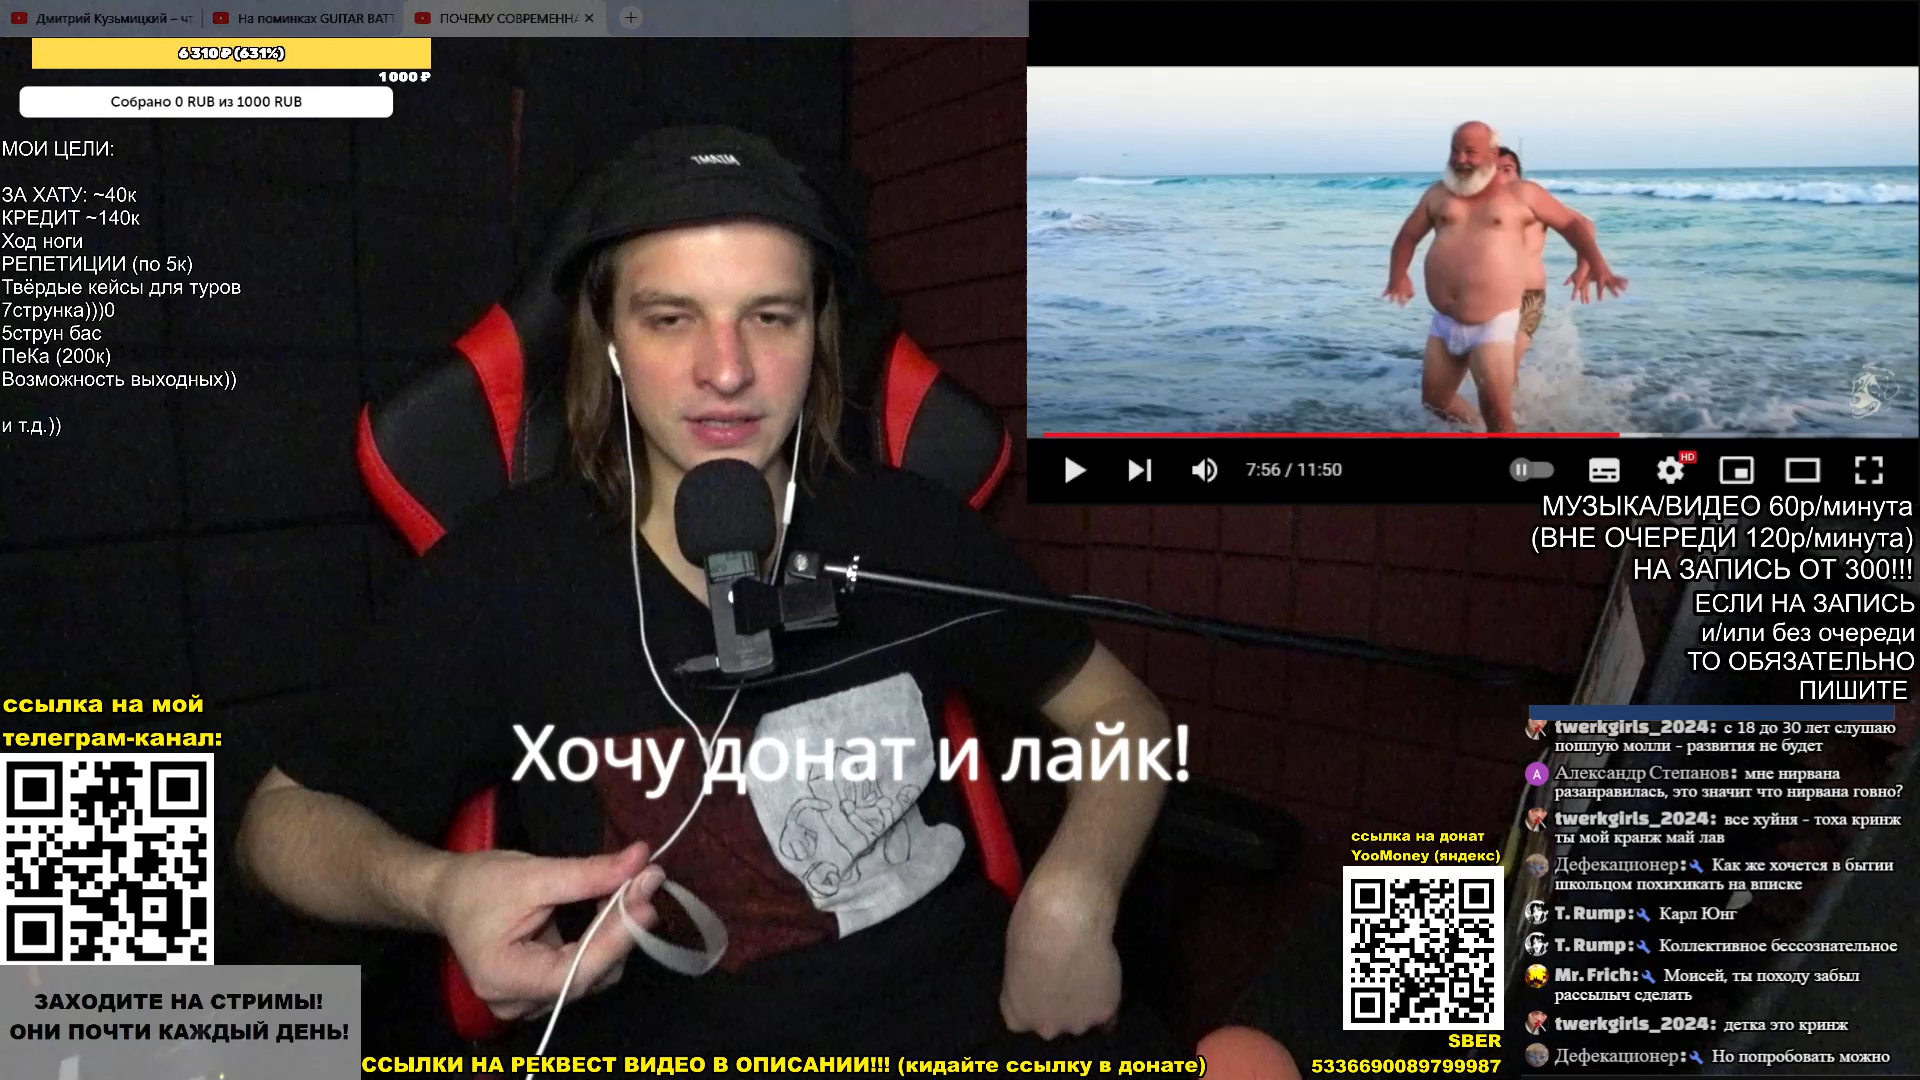 Дмитрий Кузьмицкий – чт
На поминках GUITAR BATT
ПОЧЕМУ СОВРЕМЕННА
6 310 ₽ (631%)
1 000 ₽
Собрано 0 RUB из 1000 RUB
МОИ ЦЕЛИ:
ЗА ХАТУ: ~40к
КРЕДИТ ~140к
Ход ноги
РЕПЕТИЦИИ (по 5к)
Твёрдые кейсы для туров
7струнка)))0
5струн бас
ПеКа (200к)
Возможность выходных))
и т.д.))
7:56 / 11:50
HD
МУЗЫКА/ВИДЕО 60р/минута
(ВНЕ ОЧЕРЕДИ 120р/минута)
НА ЗАПИСЬ ОТ 300!!!
ЕСЛИ НА ЗАПИСЬ
и/или без очереди
ТО ОБЯЗАТЕЛЬНО
ПИШИТЕ
ссылка на мой
телеграм-канал:
Хочу донат и лайк!
twerkgirls_2024: с 18 до 30 лет слушаю
пошлую молли - развития не будет
А Александр Степанов: мне нирвана
разанравилась, это значит что нирвана говно?
twerkgirls_2024: все хуйня - тоха кринж
ты мой кранж май лав
Дефекационер: Как же хочется в бытии
школьцом похихикать на вписке
T. Rump: Карл Юнг
T. Rump: Коллективное бессознательное
Mr. Frich: Моисей, ты походу забыл
рассылыч сделать
twerkgirls_2024: детка это кринж
Дефекационер: Но попробовать можно
ссылка на донат
YooMoney (яндекс)
SBER
5336690089799987
ЗАХОДИТЕ НА СТРИМЫ!
ОНИ ПОЧТИ КАЖДЫЙ ДЕНЬ!
ССЫЛКИ НА РЕКВЕСТ ВИДЕО В ОПИСАНИИ!!! (кидайте ссылку в донате)